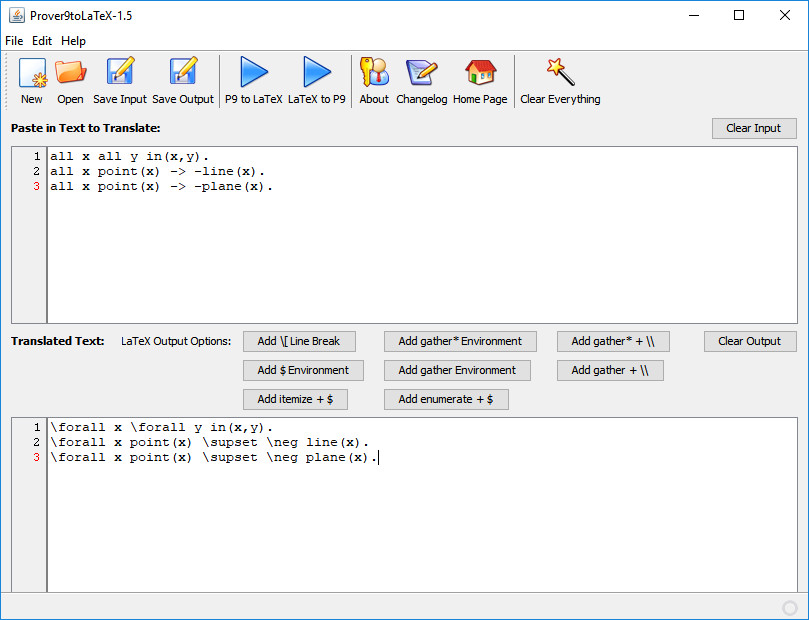 Prover9toLaTeX-1.5
File Edit Help
New Open Save Input Save Output P9 to LaTeX LaTeX to P9 About Changelog Home Page Clear Everything
Paste in Text to Translate: Clear Input
1 all x all y in(x,y).
2 all x point(x) -> -line(x).
3 all x point(x) -> -plane(x).
Translated Text: LaTeX Output Options: Add \[ Line Break Add gather* Environment Add gather* + \\ Clear Output
Add $ Environment Add gather Environment Add gather + \\
Add itemize + $ Add enumerate + $
1 \forall x \forall y in(x,y).
2 \forall x point(x) \supset \neg line(x).
3 \forall x point(x) \supset \neg plane(x).